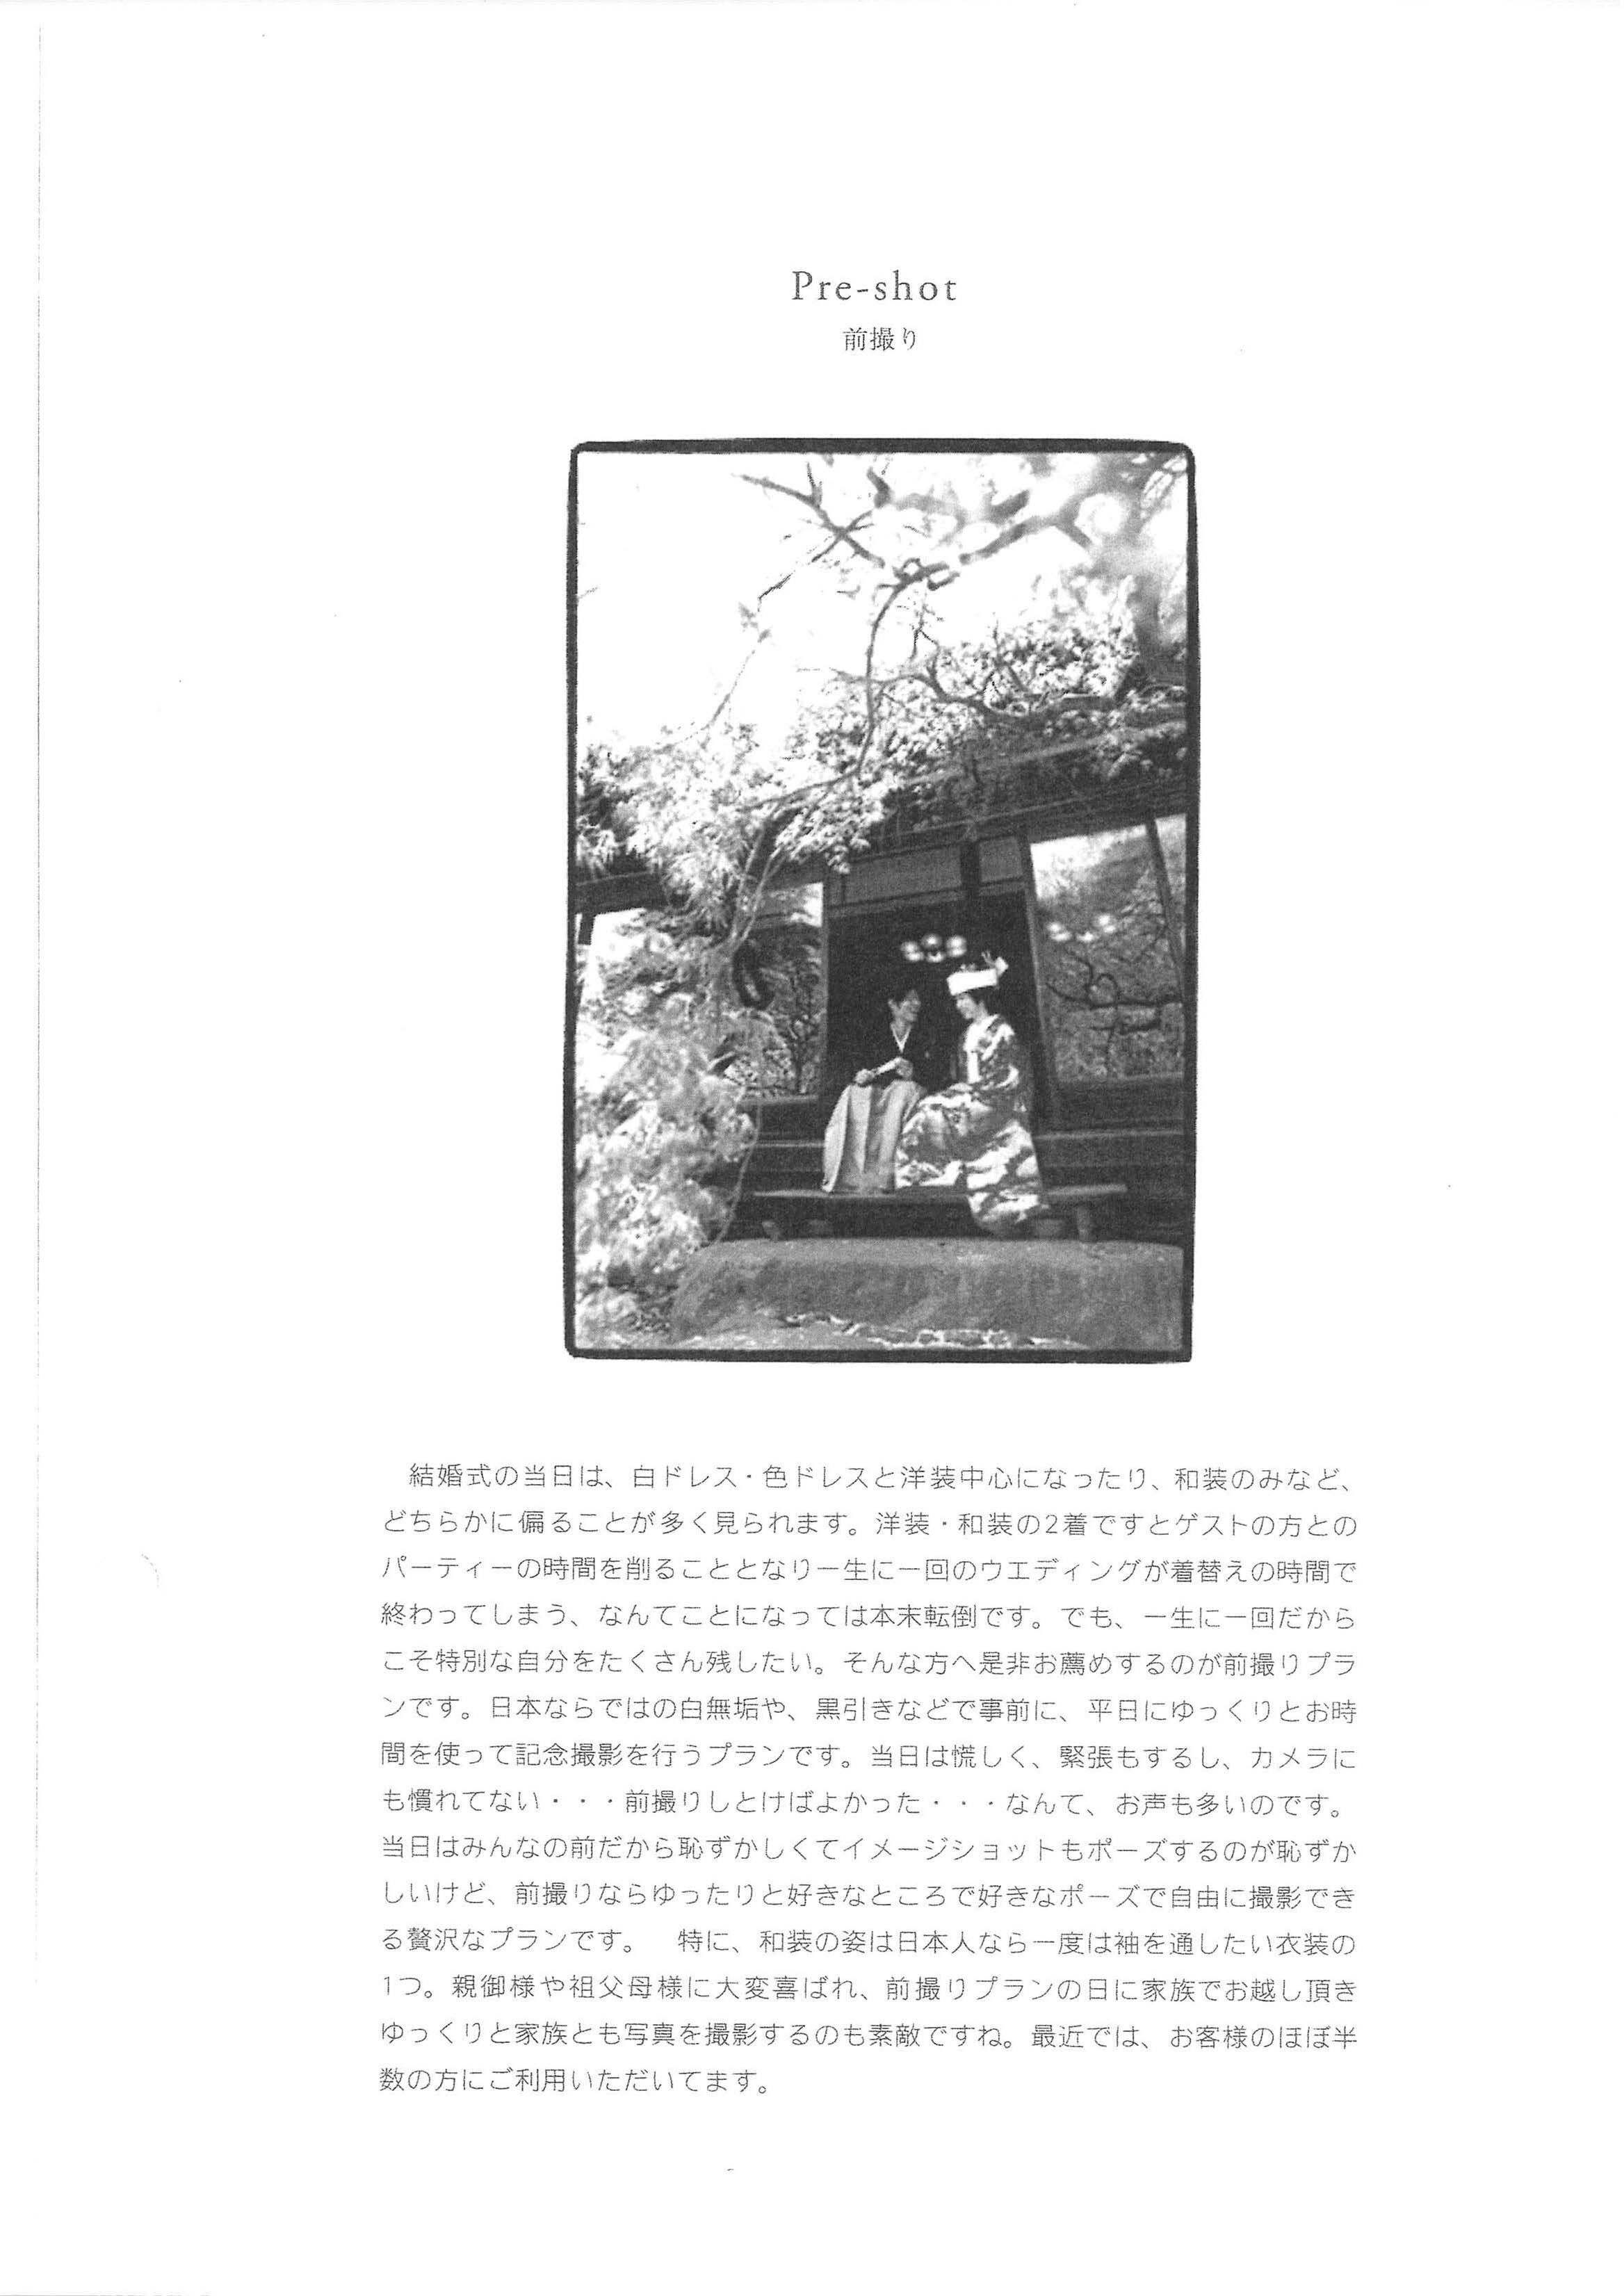 Pre-shot
前撮り
結婚式の当日は、白ドレス・色ドレスと洋装中心になったり、和装のみなど、
どちらかに偏ることが多く見られます。洋装・和装の2着ですとゲストの方との
パーティーの時間を削ることとなり一生に一回のウエディングが着替えの時間で
終わってしまう、なんてことになっては本末転倒です。でも、一生に一回だから
こそ特別な自分をたくさん残したい。そんな方へ是非お薦めするのが前撮りプラ
ンです。日本ならではの白無垢や、黒引きなどで事前に、平日にゆっくりとお時
間を使って記念撮影を行うプランです。当日は慌しく、緊張もするし、カメラに
も慣れてない・・・前撮りしとけばよかった・・・なんて、お声も多いのです。
当日はみんなの前だから恥ずかしくてイメージショットもポーズするのが恥ずか
しいけど、前撮りならゆったりと好きなところで好きなポーズで自由に撮影でき
る贅沢なプランです。　特に、和装の姿は日本人なら一度は袖を通したい衣装の
1つ。親御様や祖父母様に大変喜ばれ、前撮りプランの日に家族でお越し頂き
ゆっくりと家族とも写真を撮影するのも素敵ですね。最近では、お客様のほぼ半
数の方にご利用いただいてます。